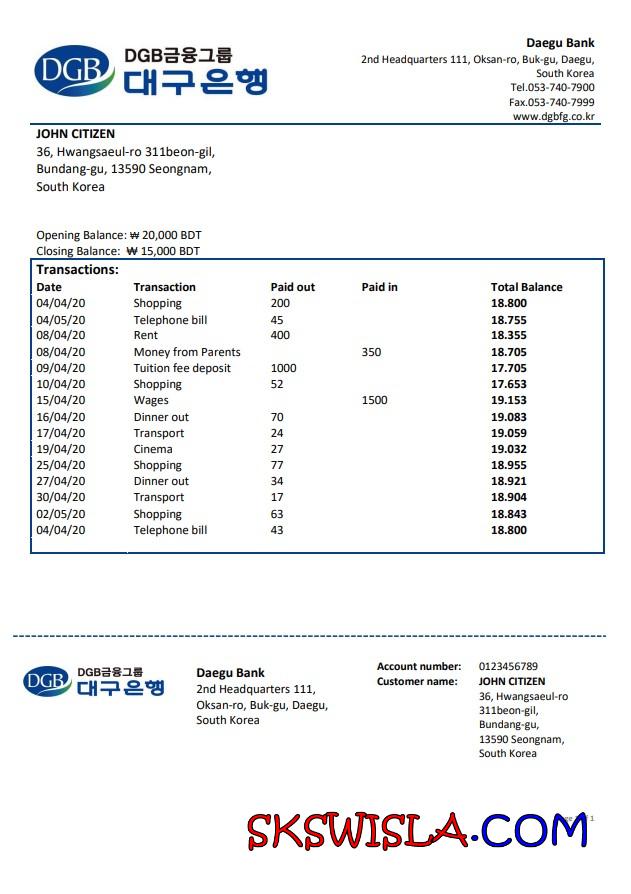 DGB
DGB금융그룹
대구은행
Daegu Bank
2nd Headquarters 111, Oksan-ro, Buk-gu, Daegu,
South Korea
Tel.053-740-7900
Fax.053-740-7999
www.dgbfg.co.kr
JOHN CITIZEN
36, Hwangsaeul-ro 311beon-gil,
Bundang-gu, 13590 Seongnam,
South Korea
Opening Balance: ₩ 20,000 BDT
Closing Balance: ₩ 15,000 BDT
Transactions:
Date Transaction Paid out Paid in Total Balance
04/04/20 Shopping 200 18.800
04/05/20 Telephone bill 45 18.755
08/04/20 Rent 400 18.355
08/04/20 Money from Parents 350 18.705
09/04/20 Tuition fee deposit 1000 17.705
10/04/20 Shopping 52 17.653
15/04/20 Wages 1500 19.153
16/04/20 Dinner out 70 19.083
17/04/20 Transport 24 19.059
19/04/20 Cinema 27 19.032
25/04/20 Shopping 77 18.955
27/04/20 Dinner out 34 18.921
30/04/20 Transport 17 18.904
02/05/20 Shopping 63 18.843
04/04/20 Telephone bill 43 18.800
DGB
DGB금융그룹
대구은행
Daegu Bank
2nd Headquarters 111,
Oksan-ro, Buk-gu, Daegu,
South Korea
Account number: 0123456789
Customer name: JOHN CITIZEN
36, Hwangsaeul-ro
311beon-gil,
Bundang-gu,
13590 Seongnam,
South Korea
SKSWISLA.COM
1